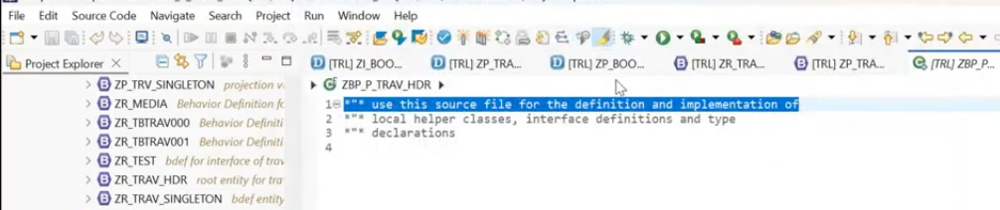 File Edit Source Code Navigate Search Project Run Window Help
Project Explorer
[TRL] ZI_BOO... [TRL] ZP_TRA... [TRL] ZP_BOO... [TRL] ZR_TRA... [TRL] ZP_TRA... [TRL] ZBP_P...
ZP_TRV_SINGLETON projection v
ZR_MEDIA Behavior Definition fo
ZR_TBTRAV000 Behavior Definiti
ZR_TBTRAV001 Behavior Definiti
ZR_TEST bdef for interface of trav
ZR_TRAV_HDR root entity for tra
ZR_TRAV_SINGLETON bdef entity
ZBP_P_TRAV_HDR
1 *"* use this source file for the definition and implementation of
2 *"* local helper classes, interface definitions and type
3 *"* declarations
4